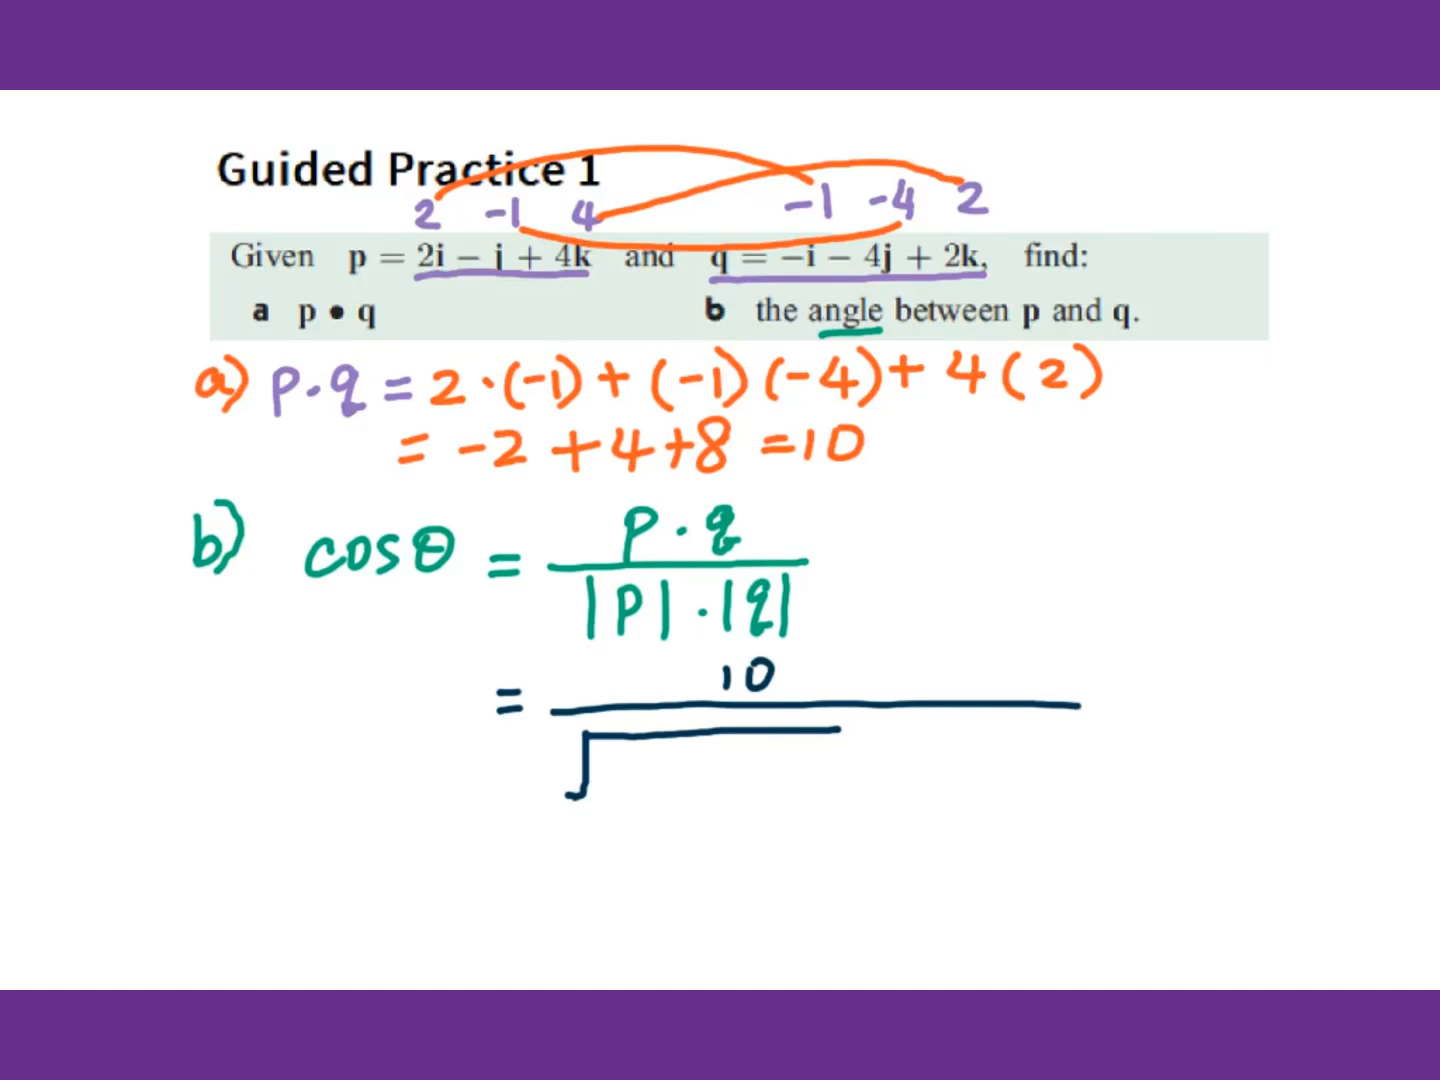 Guided Practice 1
2 -1 4 -1 -4 2
Given p = 2i − j + 4k and q = −i − 4j + 2k, find:
a p • q b the angle between p and q.
a) p · q = 2 · (-1) + (-1) (-4) + 4 (2)
= -2 + 4 + 8 = 10
b) cos θ = p · q
|p| · |q|
= 10
√